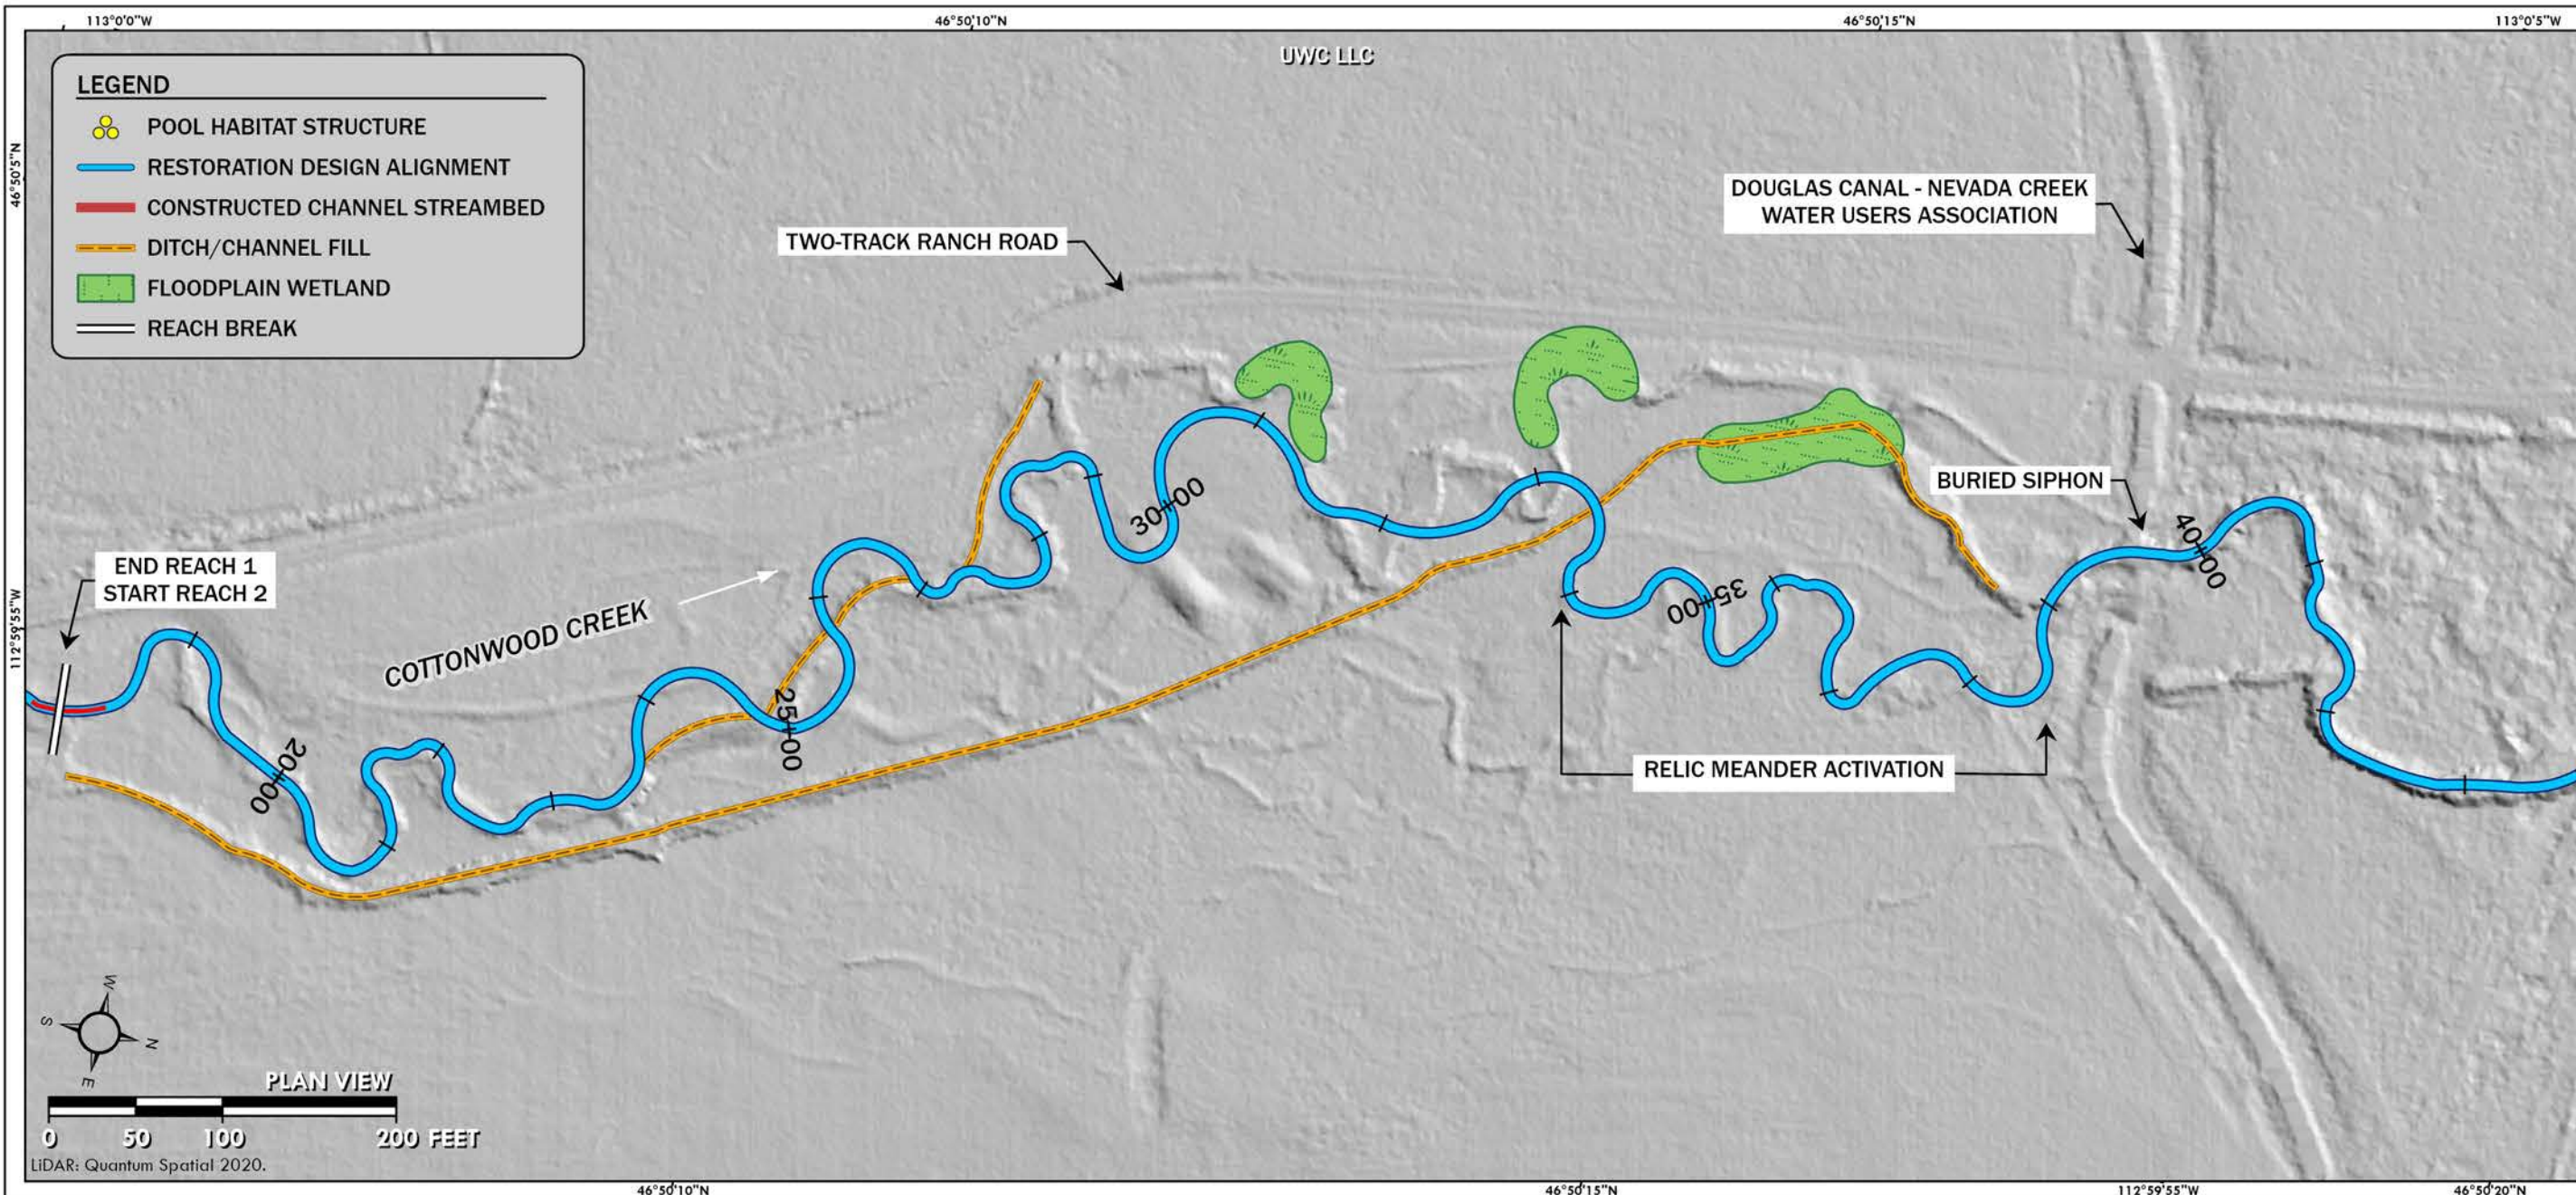 113°0'0"W
46°50'10"N
46°50'15"N
113°0'5"W
UWC LLC
LEGEND
POOL HABITAT STRUCTURE
RESTORATION DESIGN ALIGNMENT
CONSTRUCTED CHANNEL STREAMBED
DITCH/CHANNEL FILL
FLOODPLAIN WETLAND
REACH BREAK
46°50'5"N
DOUGLAS CANAL - NEVADA CREEK
WATER USERS ASSOCIATION
TWO-TRACK RANCH ROAD
BURIED SIPHON
30+00
40+00
END REACH 1
START REACH 2
112°59'55"W
COTTONWOOD CREEK
35+00
25+00
20+00
RELIC MEANDER ACTIVATION
W
S
N
E
PLAN VIEW
0 50 100 200 FEET
LiDAR: Quantum Spatial 2020.
46°50'10"N
46°50'15"N
112°59'55"W
46°50'20"N